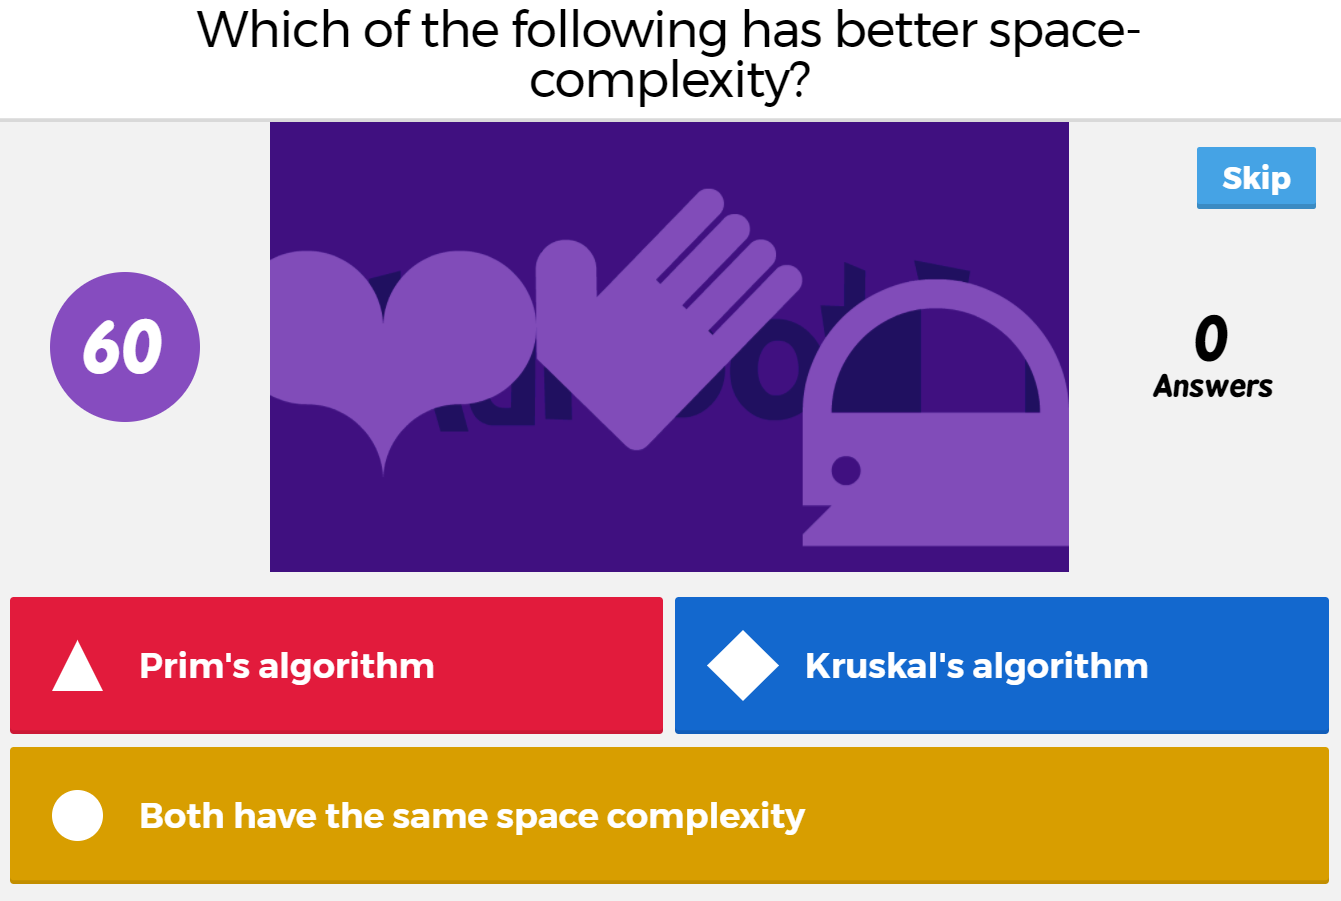 Which of the following has better space-
complexity?
Skip
60
0
Answers
Prim's algorithm
Kruskal's algorithm
Both have the same space complexity